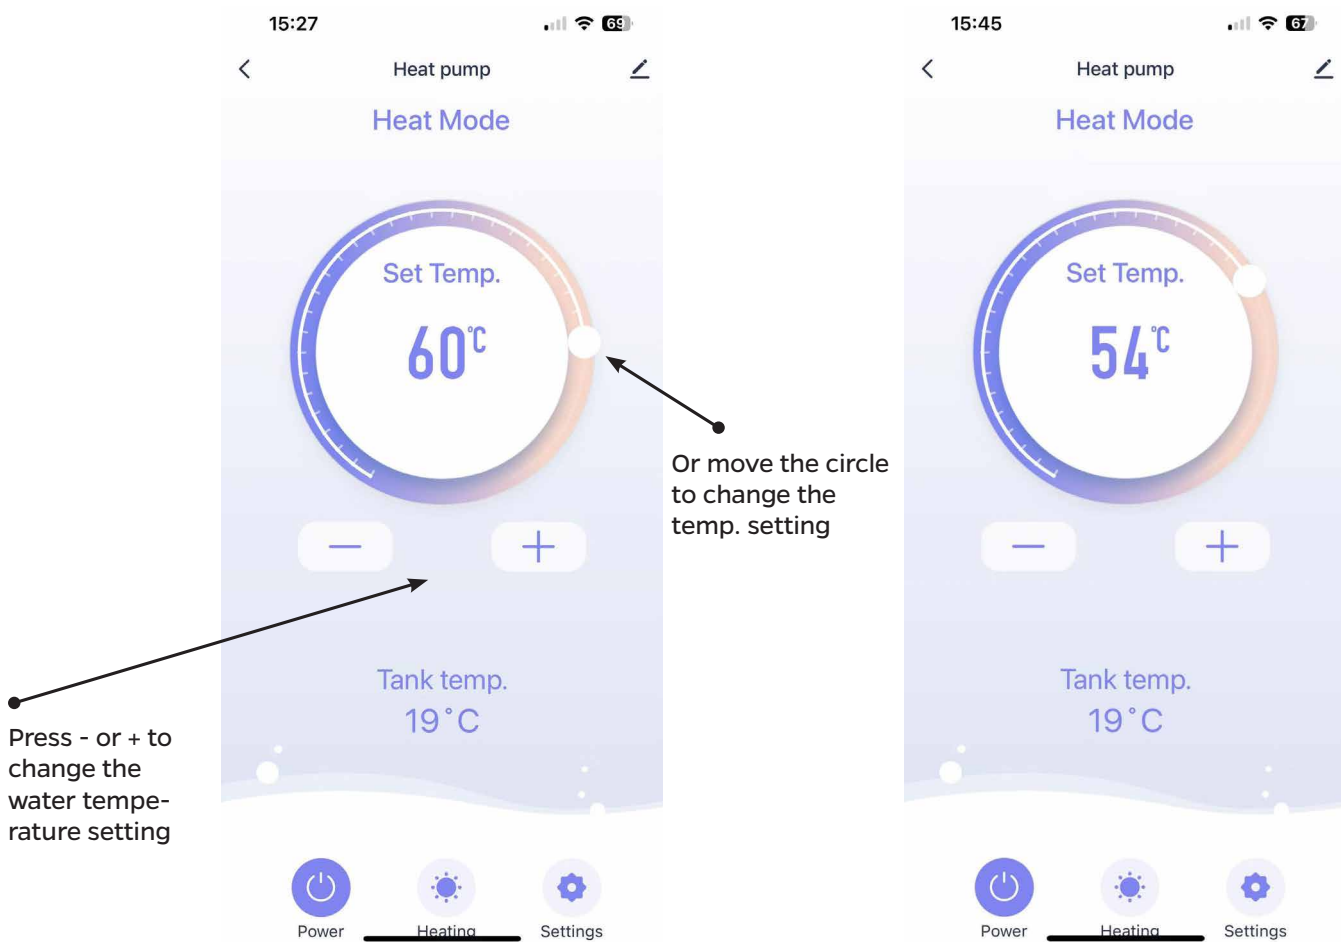 15:27
69
Heat pump
Heat Mode
Set Temp.
60°C
Tank temp.
19°C
Power
Heating
Settings
Or move the circle
to change the
temp. setting
Press - or + to
change the
water tempe-
rature setting
15:45
67
Heat pump
Heat Mode
Set Temp.
54°C
Tank temp.
19°C
Power
Heating
Settings